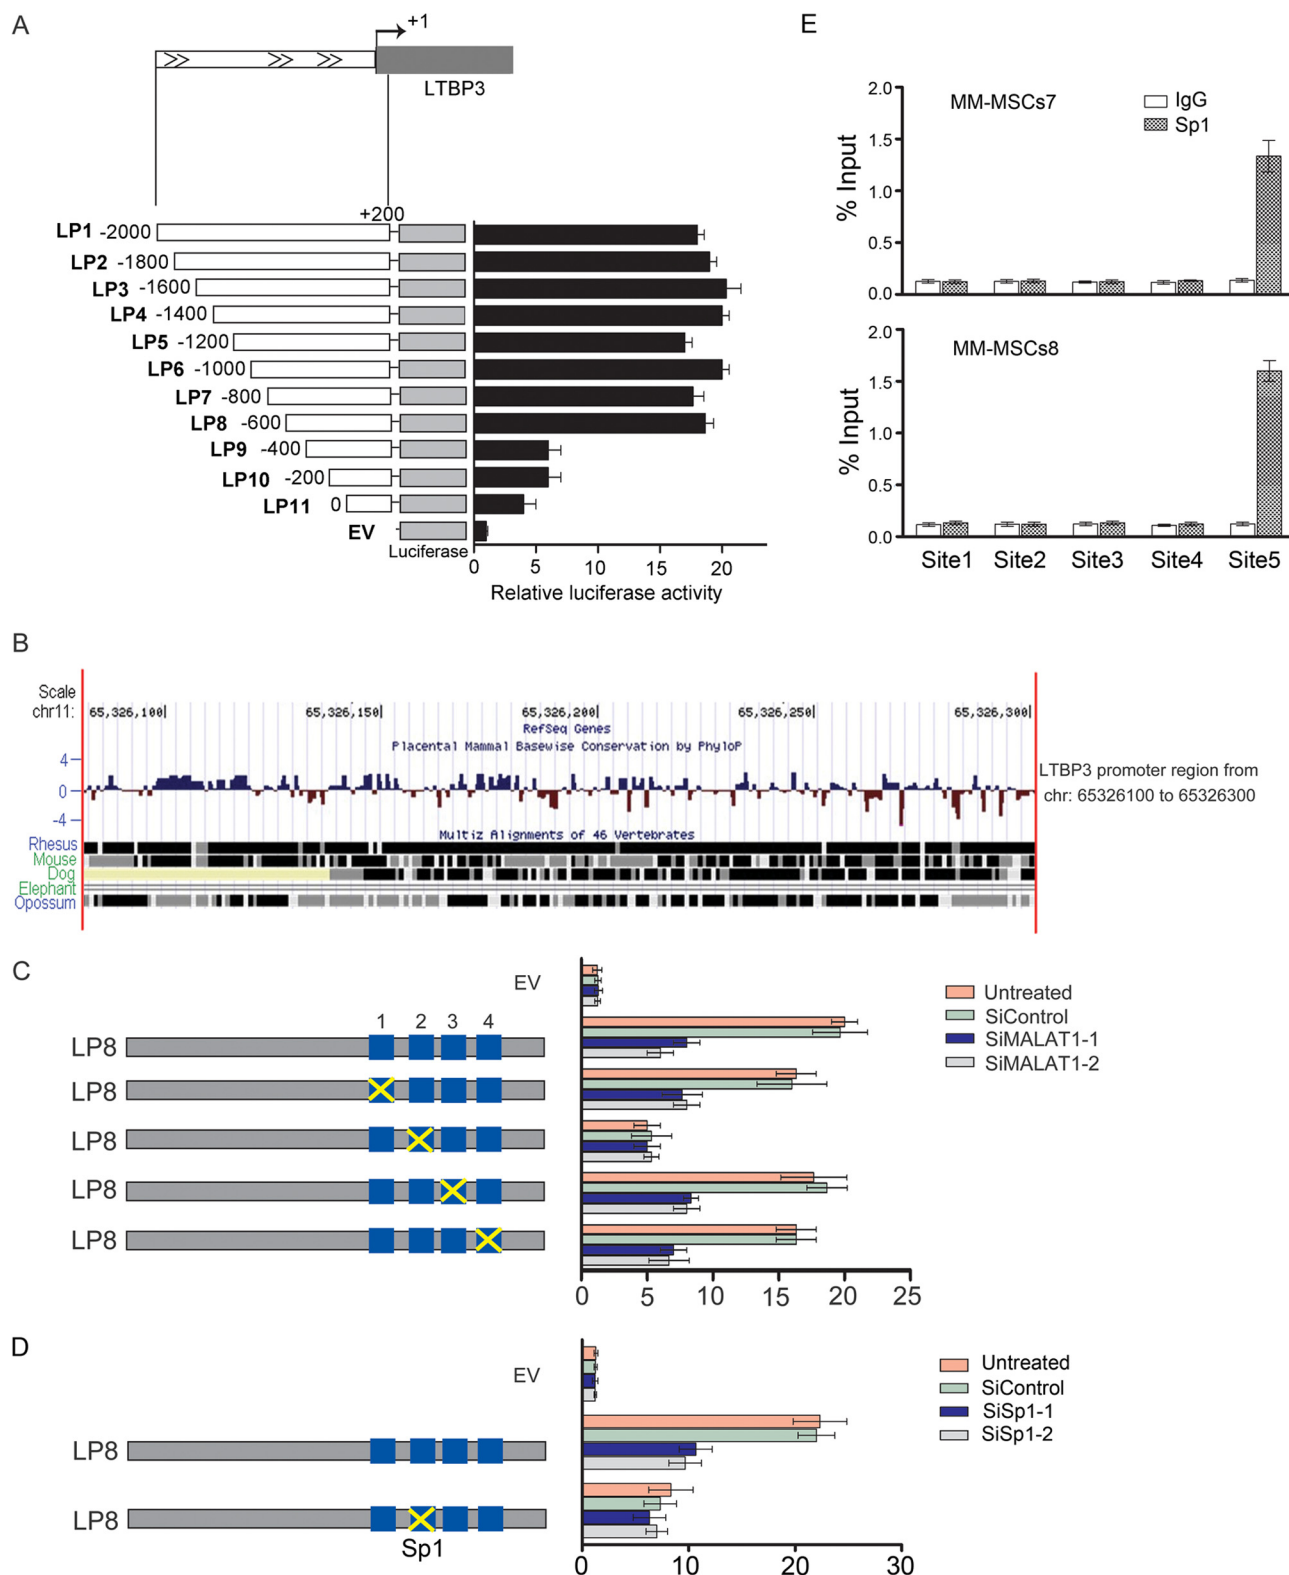 A
+1
LTBP3
+200
LP1 -2000
LP2 -1800
LP3 -1600
LP4 -1400
LP5 -1200
LP6 -1000
LP7 -800
LP8 -600
LP9 -400
LP10 -200
LP11 0
EV
Luciferase
0 5 10 15 20
Relative luciferase activity
E
2.0
1.5
1.0
0.5
0.0
% Input
MM-MSCs7
IgG
Sp1
2.0
1.5
1.0
0.5
0.0
% Input
MM-MSCs8
Site1 Site2 Site3 Site4 Site5
B
Scale
chr11: 65,326,100| 65,326,150| 65,326,200| 65,326,250| 65,326,300|
RefSeq Genes
Placental Mammal Basewise Conservation by PhyloP
4
0
-4
LTBP3 promoter region from
chr: 65326100 to 65326300
Multiz Alignments of 46 Vertebrates
Rhesus
Mouse
Dog
Elephant
Opossum
C
EV
1 2 3 4
LP8
LP8
LP8
LP8
LP8
0 5 10 15 20 25
Untreated
SiControl
SiMALAT1-1
SiMALAT1-2
D
EV
LP8
LP8
Sp1
0 10 20 30
Untreated
SiControl
SiSp1-1
SiSp1-2